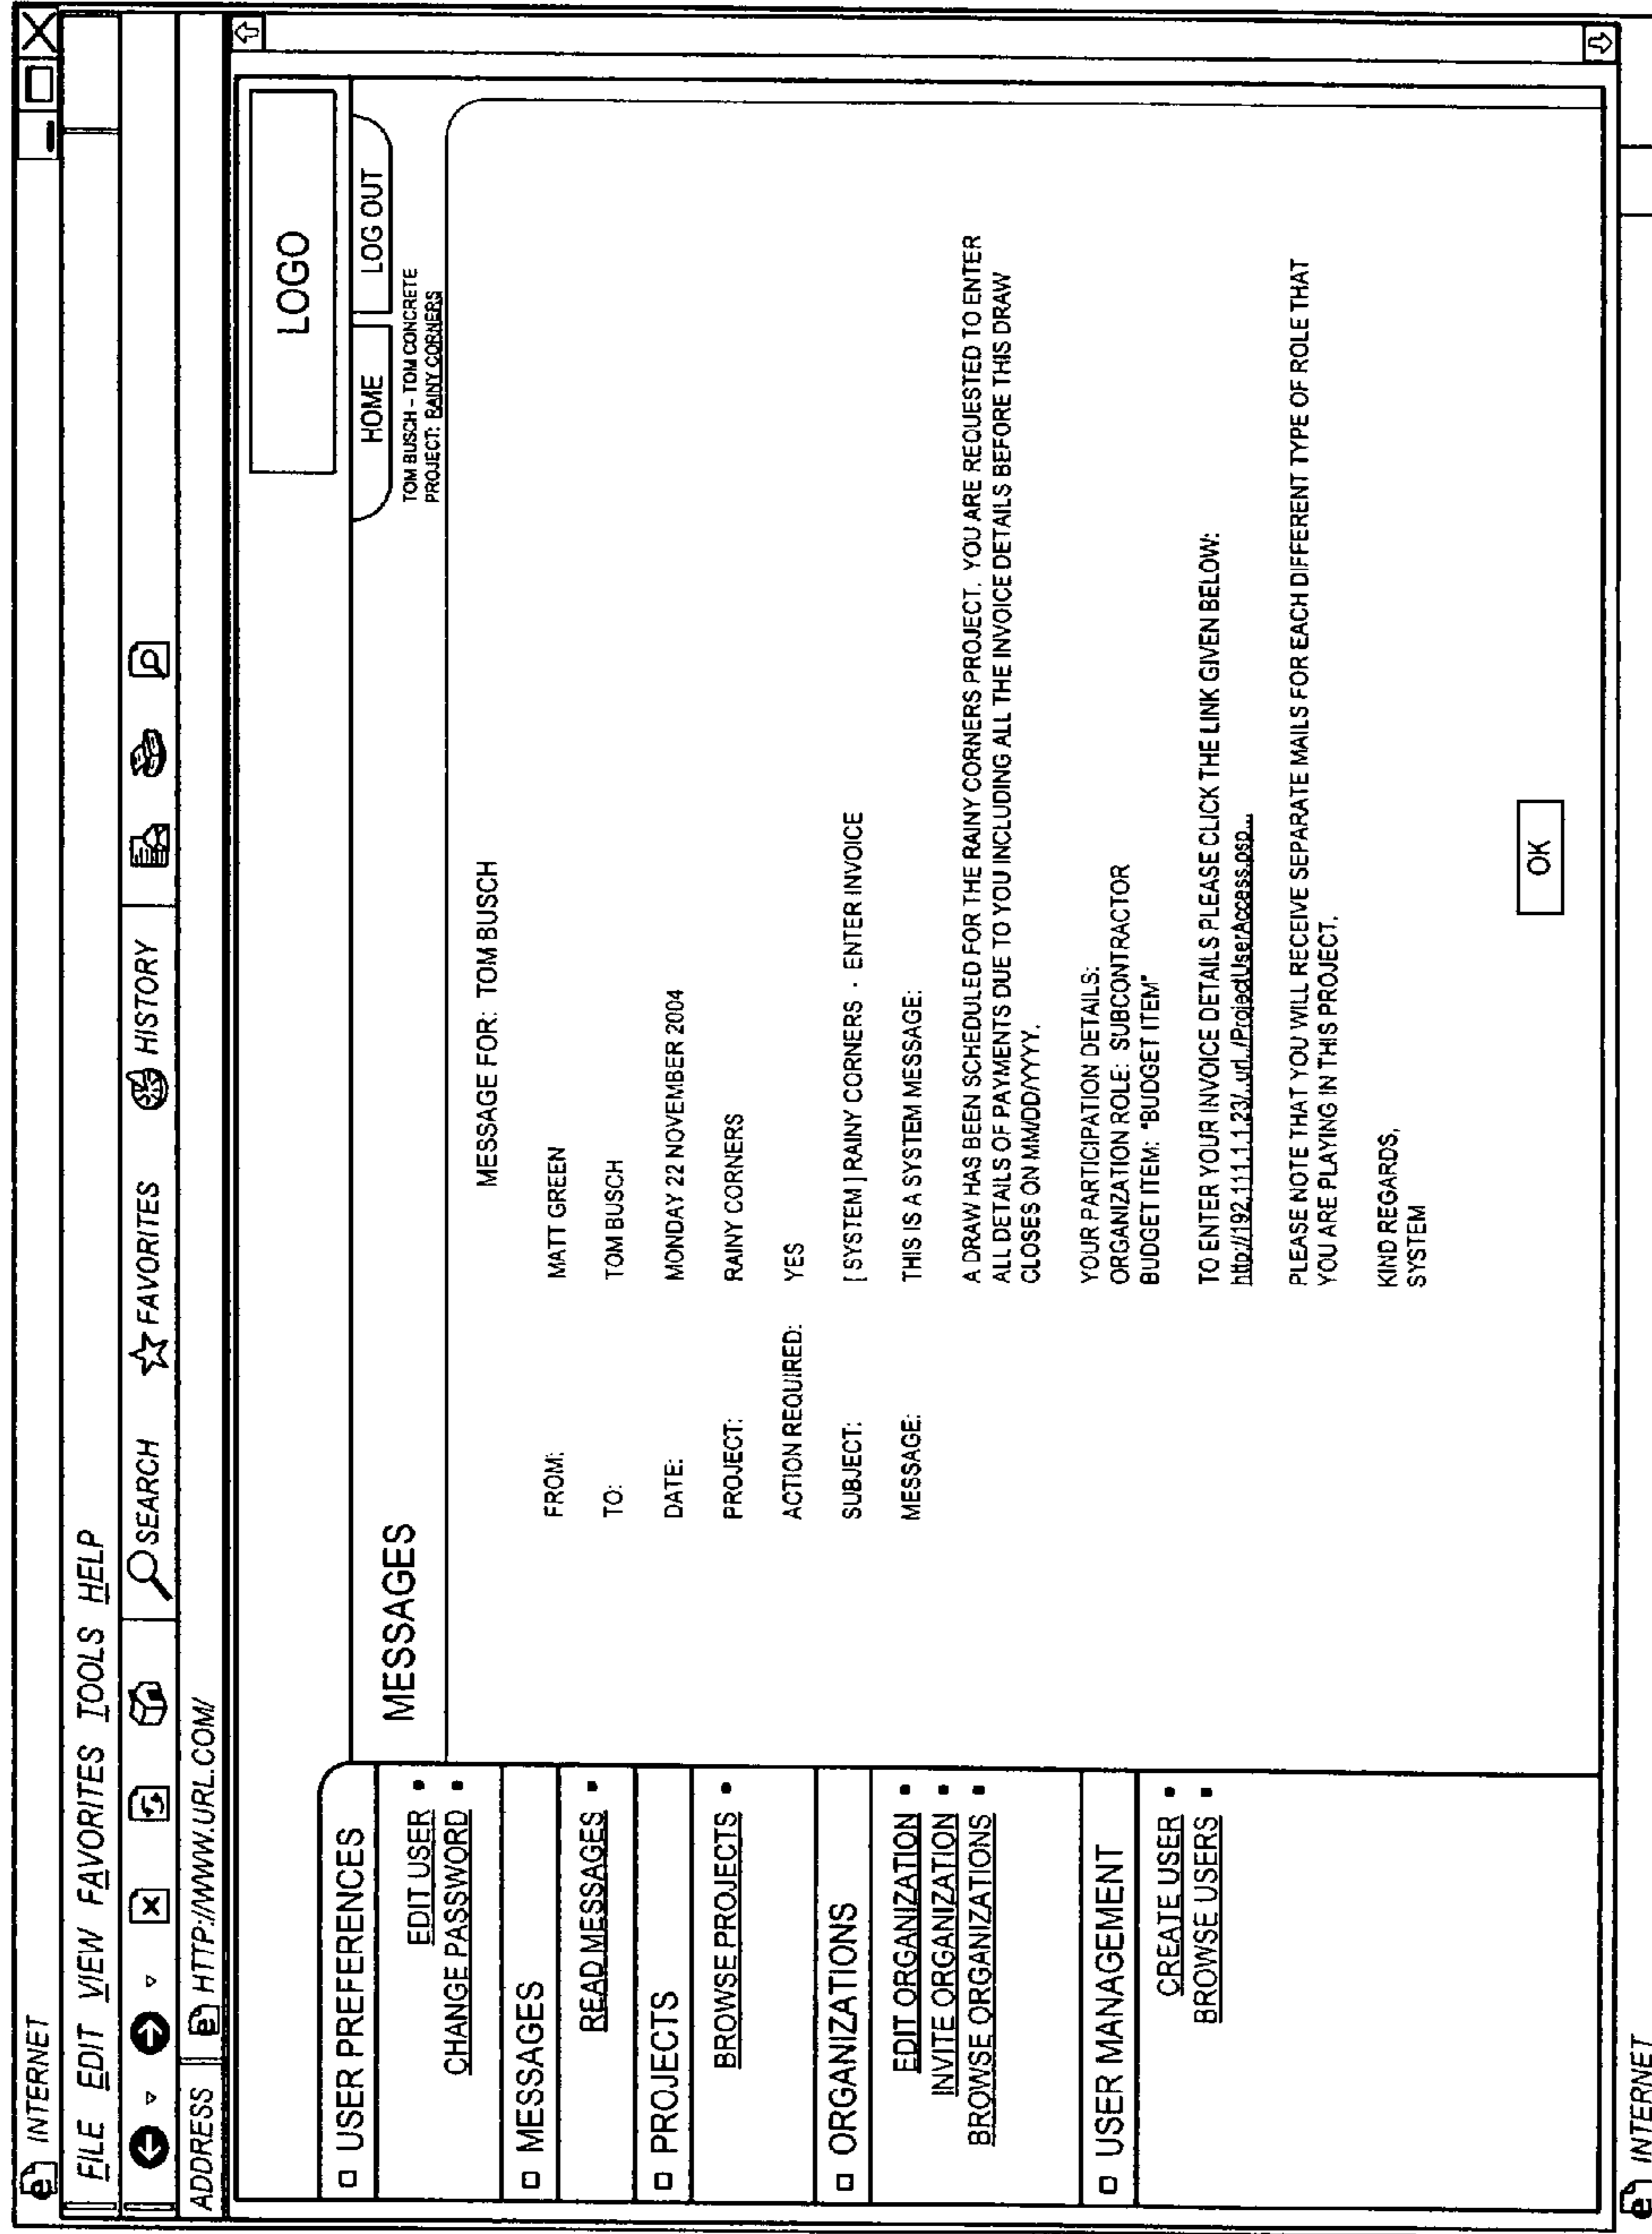 INTERNET
FILE EDIT VIEW FAVORITES TOOLS HELP
SEARCH FAVORITES HISTORY
ADDRESS HTTP://WWW.URL.COM/
LOGO
HOME LOG OUT
TOM BUSCH – TOM CONCRETE
PROJECT: RAINY CORNERS
USER PREFERENCES
EDIT USER
CHANGE PASSWORD
MESSAGES
READ MESSAGES
PROJECTS
BROWSE PROJECTS
ORGANIZATIONS
EDIT ORGANIZATION
INVITE ORGANIZATION
BROWSE ORGANIZATIONS
USER MANAGEMENT
CREATE USER
BROWSE USERS
MESSAGES
MESSAGE FOR: TOM BUSCH
FROM: MATT GREEN
TO: TOM BUSCH
DATE: MONDAY 22 NOVEMBER 2004
PROJECT: RAINY CORNERS
ACTION REQUIRED: YES
SUBJECT: [ SYSTEM ] RAINY CORNERS - ENTER INVOICE
MESSAGE: THIS IS A SYSTEM MESSAGE:
A DRAW HAS BEEN SCHEDULED FOR THE RAINY CORNERS PROJECT. YOU ARE REQUESTED TO ENTER
ALL DETAILS OF PAYMENTS DUE TO YOU INCLUDING ALL THE INVOICE DETAILS BEFORE THIS DRAW
CLOSES ON MM/DD/YYYY.
YOUR PARTICIPATION DETAILS:
ORGANIZATION ROLE: SUBCONTRACTOR
BUDGET ITEM: "BUDGET ITEM"
TO ENTER YOUR INVOICE DETAILS PLEASE CLICK THE LINK GIVEN BELOW:
http://192.111.1.23/..url../ProjectUserAccess.psp...
PLEASE NOTE THAT YOU WILL RECEIVE SEPARATE MAILS FOR EACH DIFFERENT TYPE OF ROLE THAT
YOU ARE PLAYING IN THIS PROJECT.
KIND REGARDS,
SYSTEM
OK
INTERNET